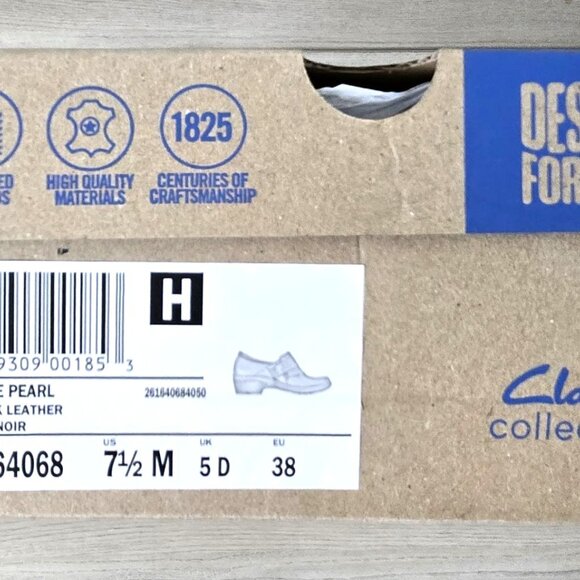 HIGH QUALITY
MATERIALS
1825
CENTURIES OF
CRAFTSMANSHIP
DES
FOR
H
9309 00185 3
E PEARL
261640684050
K LEATHER
NOIR
64068
US
7½ M
UK
5 D
EU
38
Cla
collec